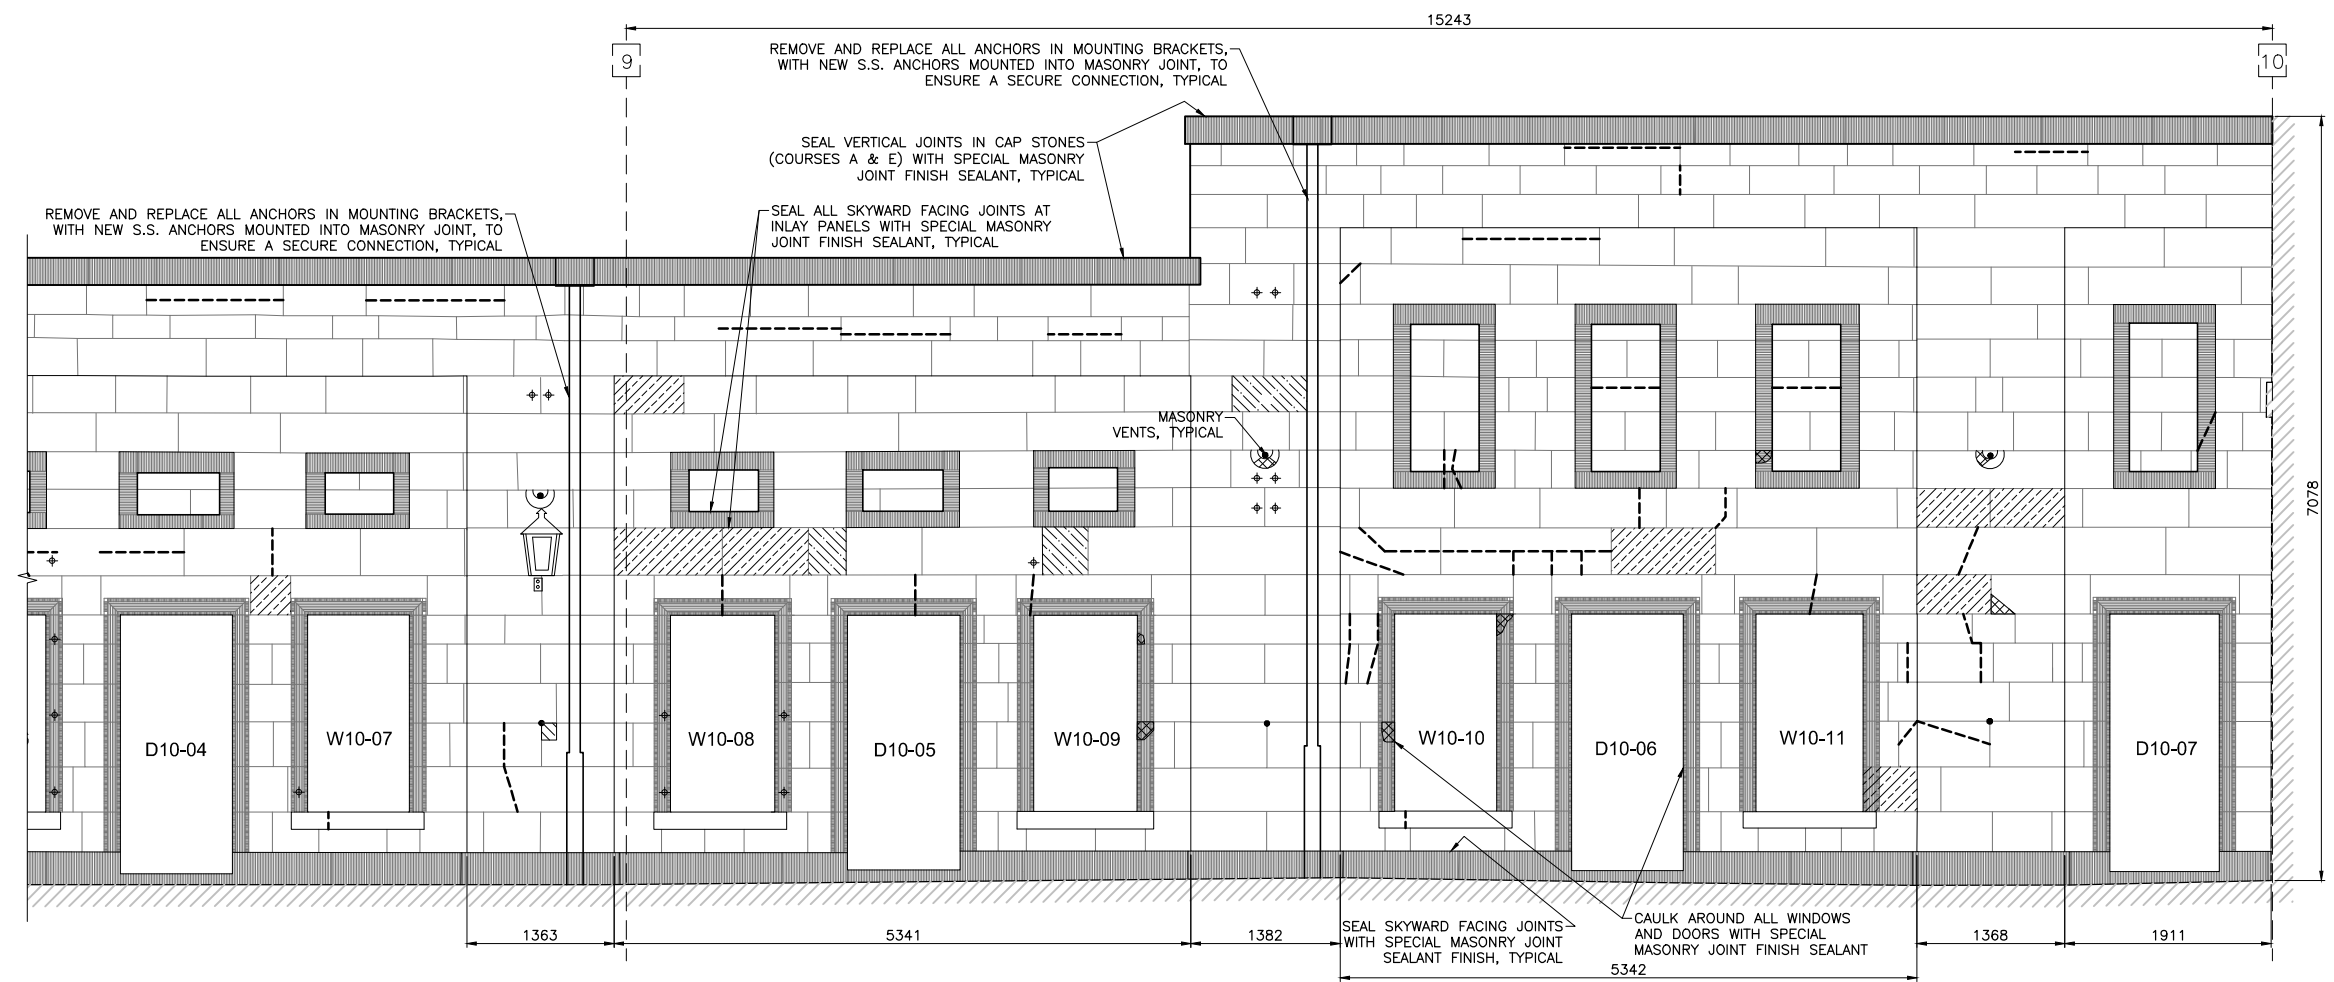 15243
9
10
REMOVE AND REPLACE ALL ANCHORS IN MOUNTING BRACKETS,
WITH NEW S.S. ANCHORS MOUNTED INTO MASONRY JOINT, TO
ENSURE A SECURE CONNECTION, TYPICAL
SEAL VERTICAL JOINTS IN CAP STONES
(COURSES A & E) WITH SPECIAL MASONRY
JOINT FINISH SEALANT, TYPICAL
REMOVE AND REPLACE ALL ANCHORS IN MOUNTING BRACKETS,
WITH NEW S.S. ANCHORS MOUNTED INTO MASONRY JOINT, TO
ENSURE A SECURE CONNECTION, TYPICAL
SEAL ALL SKYWARD FACING JOINTS AT
INLAY PANELS WITH SPECIAL MASONRY
JOINT FINISH SEALANT, TYPICAL
MASONRY
VENTS, TYPICAL
7078
D10-04
W10-07
W10-08
D10-05
W10-09
W10-10
D10-06
W10-11
D10-07
SEAL SKYWARD FACING JOINTS
WITH SPECIAL MASONRY JOINT
SEALANT FINISH, TYPICAL
CAULK AROUND ALL WINDOWS
AND DOORS WITH SPECIAL
MASONRY JOINT FINISH SEALANT
1363
5341
1382
1368
1911
5342